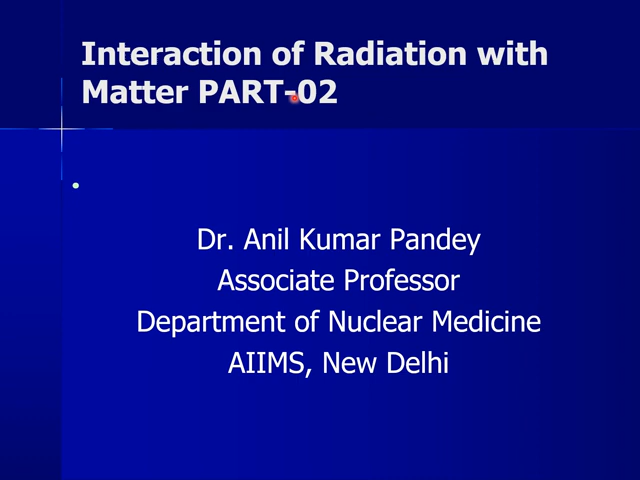 Interaction of Radiation with
Matter PART-02
Dr. Anil Kumar Pandey
Associate Professor
Department of Nuclear Medicine
AIIMS, New Delhi